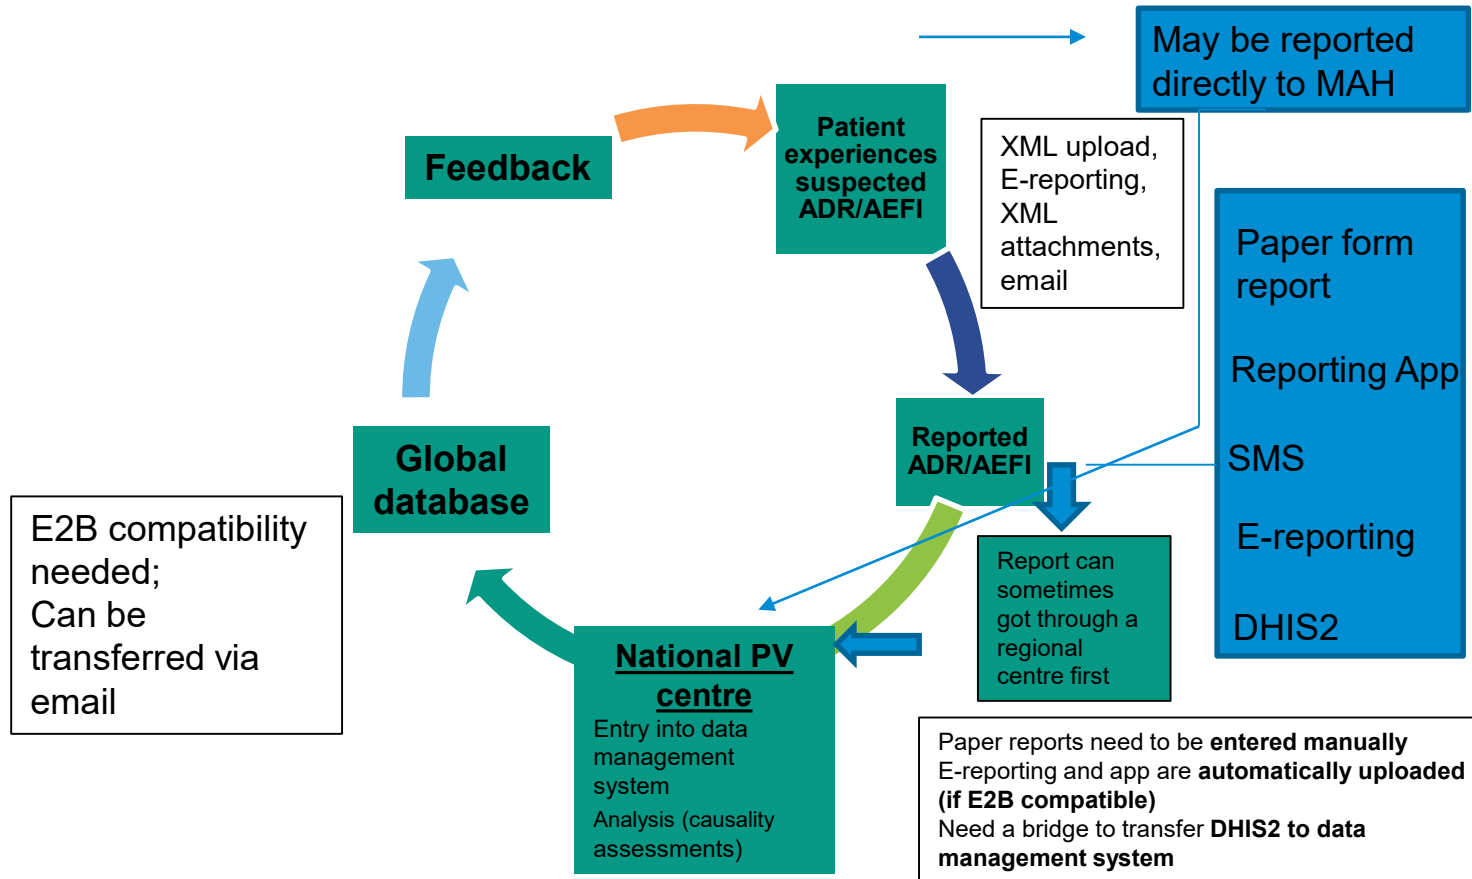 May be reported
directly to MAH
Patient
experiences
suspected
ADR/AEFI
Feedback
XML upload,
E-reporting,
XML
attachments,
email
Paper form
report
Reporting App
SMS
E-reporting
DHIS2
Reported
ADR/AEFI
Global
database
E2B compatibility
needed;
Can be
transferred via
email
Report can
sometimes
got through a
regional
centre first
National PV
centre
Entry into data
management
system
Analysis (causality
assessments)
Paper reports need to be entered manually
E-reporting and app are automatically uploaded
(if E2B compatible)
Need a bridge to transfer DHIS2 to data
management system